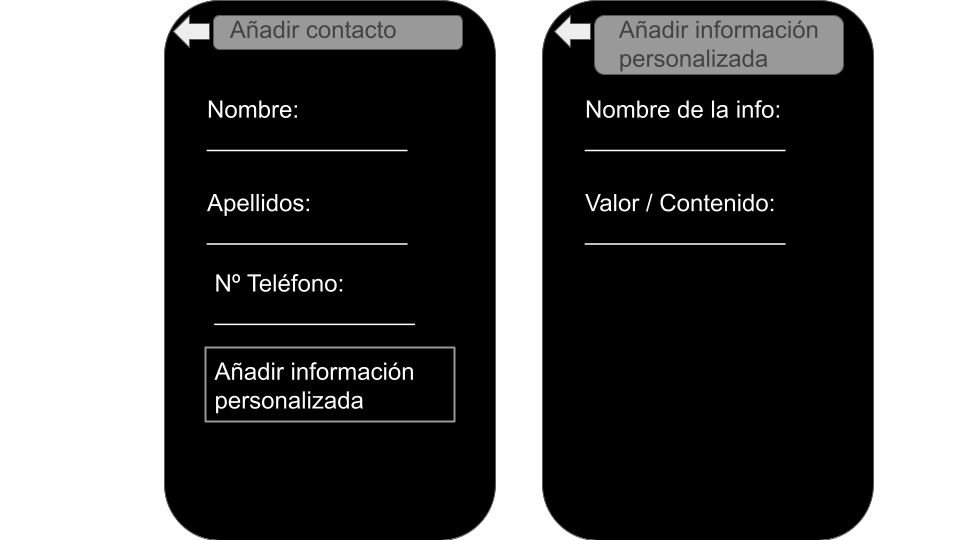 Añadir contacto
Nombre:
Apellidos:
Nº Teléfono:
Añadir información
personalizada
Añadir información
personalizada
Nombre de la info:
Valor / Contenido: